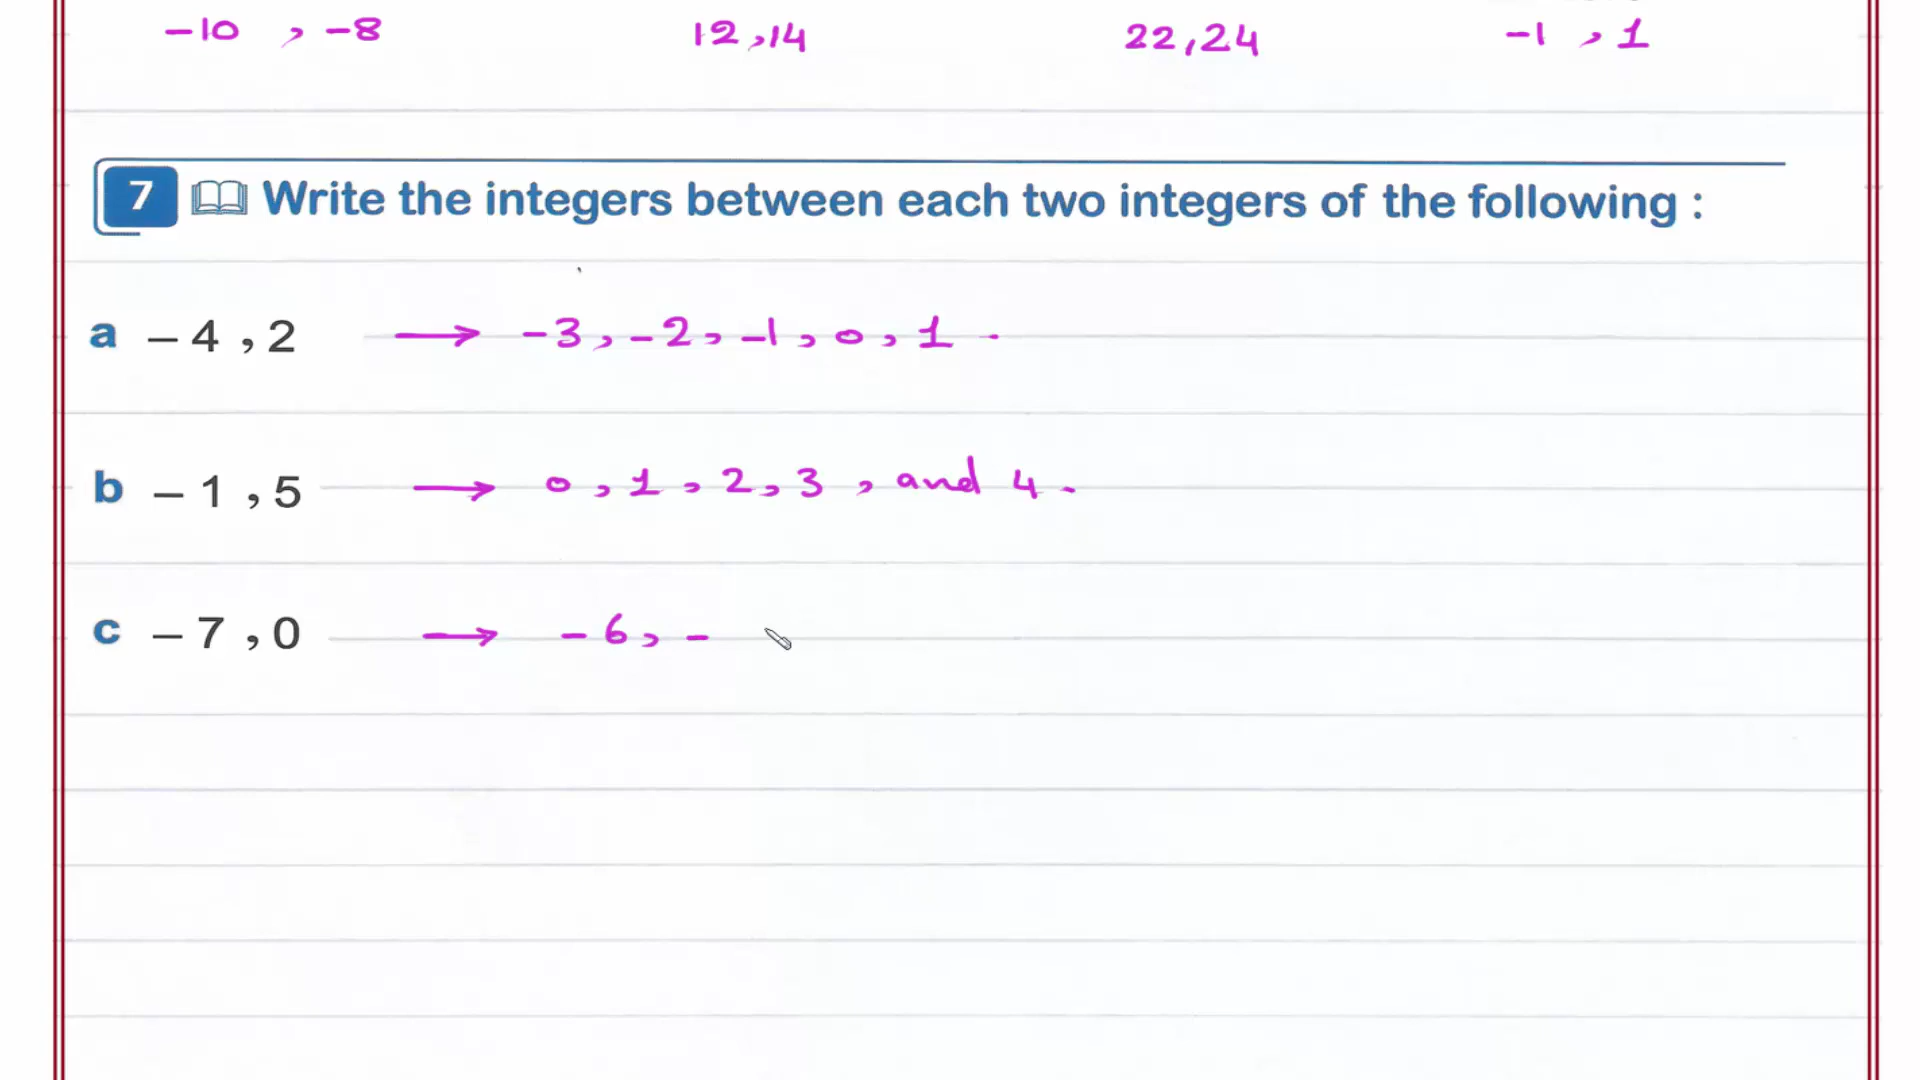 -10 , -8 12,14 22,24 -1 , 1
7 Write the integers between each two integers of the following :
a – 4 , 2 → -3, -2, -1, 0, 1 .
b – 1 , 5 → 0, 1, 2, 3, and 4.
c – 7 , 0 → - 6, -